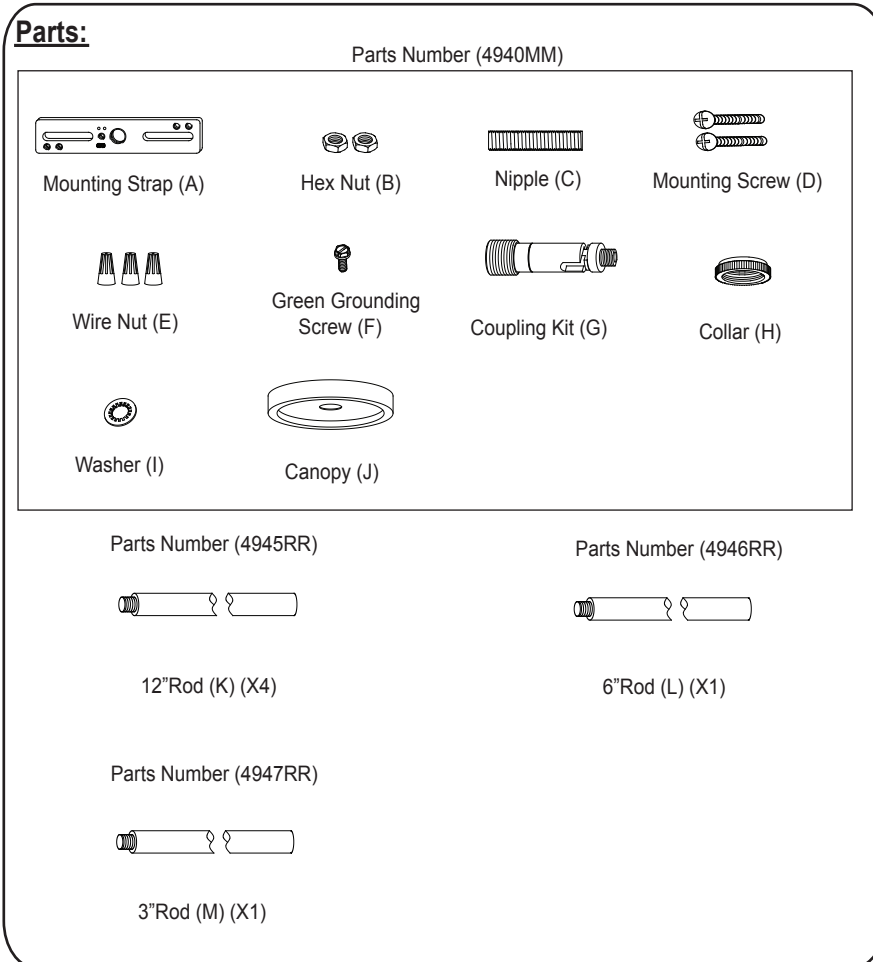 Parts:
Parts Number (4940MM)
Mounting Strap (A)
Hex Nut (B)
Nipple (C)
Mounting Screw (D)
Wire Nut (E)
Green Grounding
Screw (F)
Coupling Kit (G)
Collar (H)
Washer (I)
Canopy (J)
Parts Number (4945RR)
12”Rod (K) (X4)
Parts Number (4946RR)
6”Rod (L) (X1)
Parts Number (4947RR)
3”Rod (M) (X1)